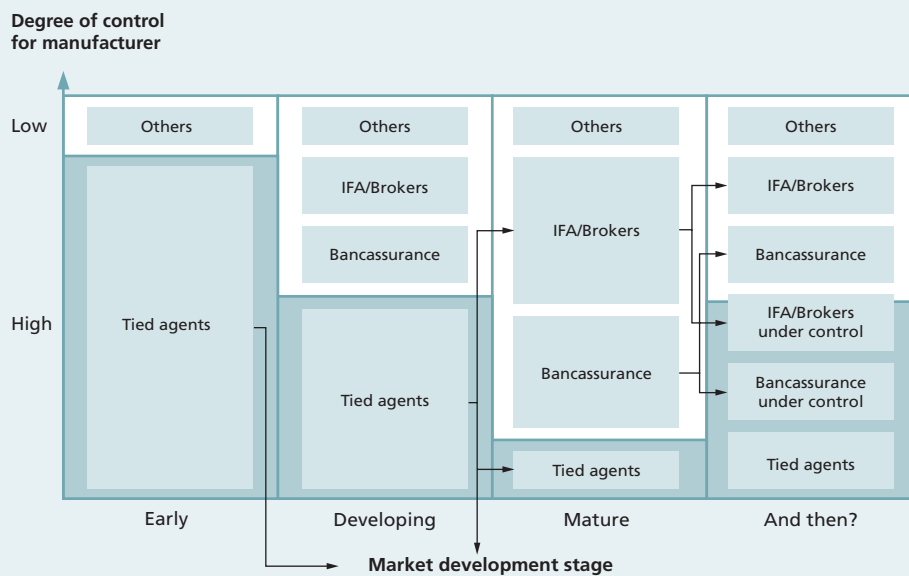 Degree of control
for manufacturer
Low
High
Others
Tied agents
Others
IFA/Brokers
Bancassurance
Tied agents
Others
IFA/Brokers
Bancassurance
Tied agents
Others
IFA/Brokers
Bancassurance
IFA/Brokers
under control
Bancassurance
under control
Tied agents
Early
Developing
Mature
And then?
Market development stage